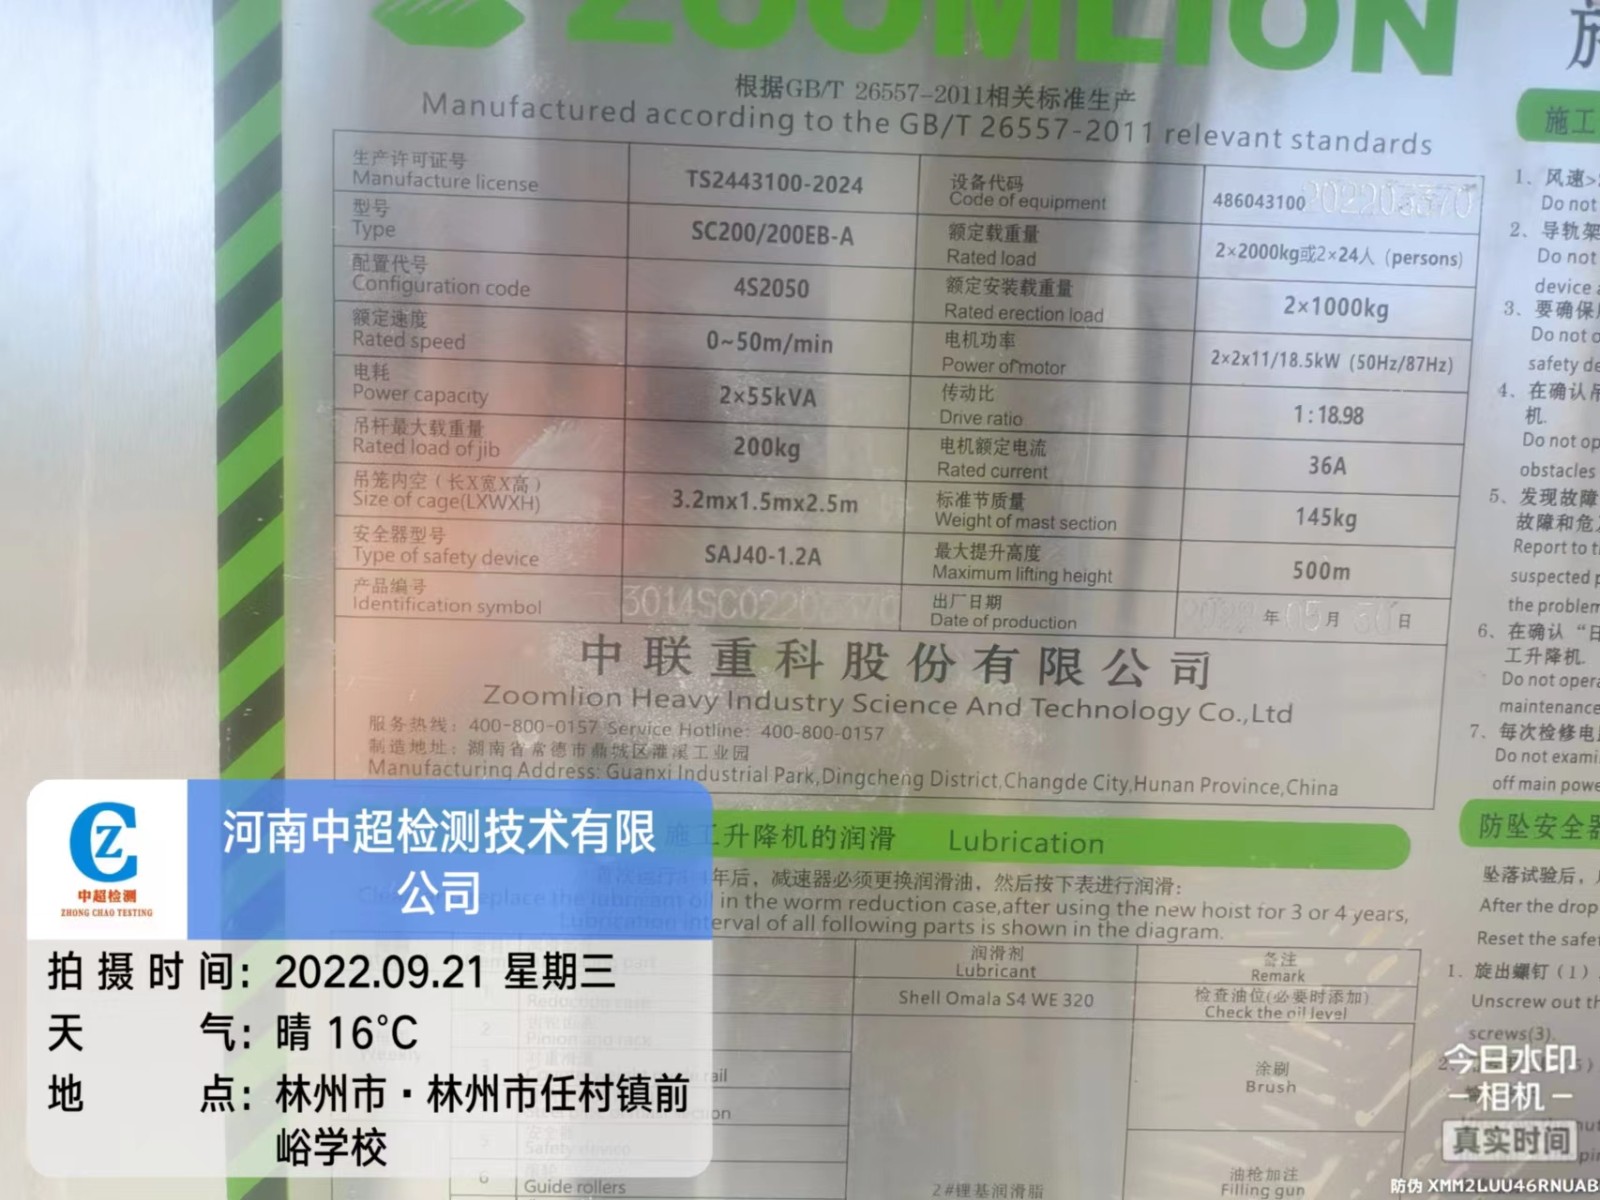 ZOOMLION
根据GB/T 26557-2011相关标准生产
Manufactured according to the GB/T 26557-2011 relevant standards
生产许可证号
Manufacture license
TS2443100-2024
设备代码
Code of equipment
486043100
型号
Type
SC200/200EB-A
额定载重量
Rated load
2×2000kg或2×24人 (persons)
配置代号
Configuration code
4S2050
额定安装载重量
Rated erection load
2×1000kg
额定速度
Rated speed
0~50m/min
电机功率
Power of motor
2×2x11/18.5kW (50Hz/87Hz)
电耗
Power capacity
2×55kVA
传动比
Drive ratio
1:18.98
吊杆最大载重量
Rated load of jib
200kg
电机额定电流
Rated current
36A
吊笼内空(长X宽X高)
Size of cage(LXWXH)
3.2mx1.5mx2.5m
标准节质量
Weight of mast section
145kg
安全器型号
Type of safety device
SAJ40-1.2A
最大提升高度
Maximum lifting height
500m
产品编号
Identification symbol
出厂日期
Date of production
2022 年 05 月 30 日
中联重科股份有限公司
Zoomlion Heavy Industry Science And Technology Co.,Ltd
服务热线: 400-800-0157 Service Hotline: 400-800-0157
制造地址: 湖南省常德市鼎城区灌溪工业园
Manufacturing Address: Guanxi Industrial Park,Dingcheng District,Changde City,Hunan Province,China
施工升降机的润滑 Lubrication
年后, 减速器必须更换润滑油, 然后按下表进行润滑:
replace the lubricant oil in the worm reduction case,after using the new hoist for 3 or 4 years,
Lubrication interval of all following parts is shown in the diagram.
润滑剂
Lubricant
备注
Remark
Shell Omala S4 WE 320
检查油位(必要时添加)
Check the oil level
2
Pinion and rack
涂刷
Brush
rail
5
Safety device
6
Guide rollers
2#锂基润滑脂
油枪加注
Filling gun
施工
1、风速>
Do not
2、导轨架
Do not
device
3、要确保
Do not o
safety de
4、在确认吊
机.
Do not op
obstacles
5、发现故障
故障和危
Report to t
suspected p
the problem
6、在确认 “
工升降机.
Do not opera
maintenance
7、每次检修电
Do not exami
off main powe
防坠安全器
坠落试验后,
After the drop
Reset the safe
1. 旋出螺钉 (1)
Unscrew out th
screws(3).
中超检测
ZHONG CHAO TESTING
河南中超检测技术有限
公司
拍摄时间: 2022.09.21 星期三
天气: 晴 16°C
地点: 林州市·林州市任村镇前
峪学校
今日水印
相机
真实时间
防伪 XMM2LUU46RNUAB